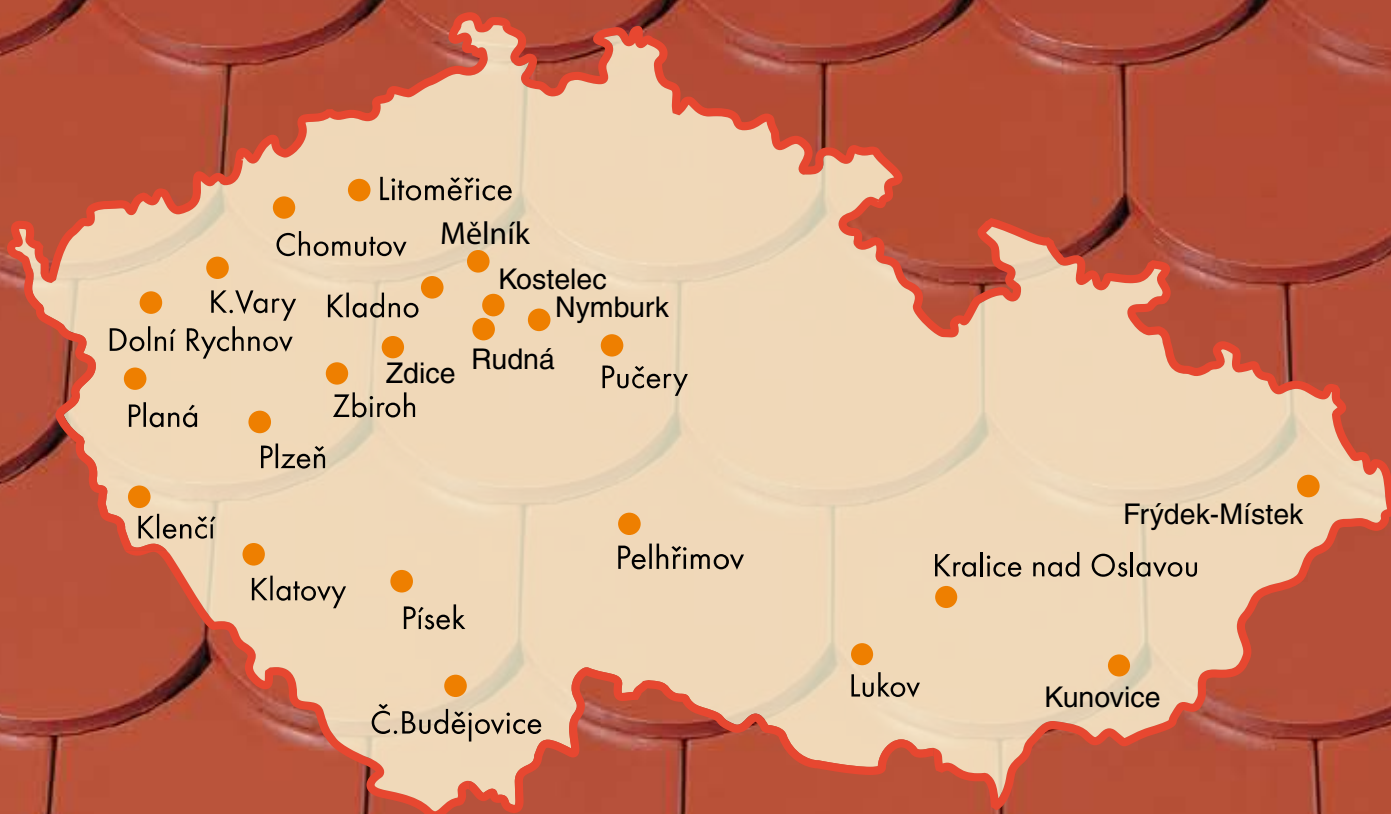 Litoměřice
Chomutov
Mělník
K.Vary
Kladno
Kostelec
Nymburk
Dolní Rychnov
Zdice
Rudná
Pučery
Planá
Zbiroh
Plzeň
Klenčí
Frýdek-Místek
Pelhřimov
Kralice nad Oslavou
Klatovy
Písek
Lukov
Kunovice
Č.Budějovice